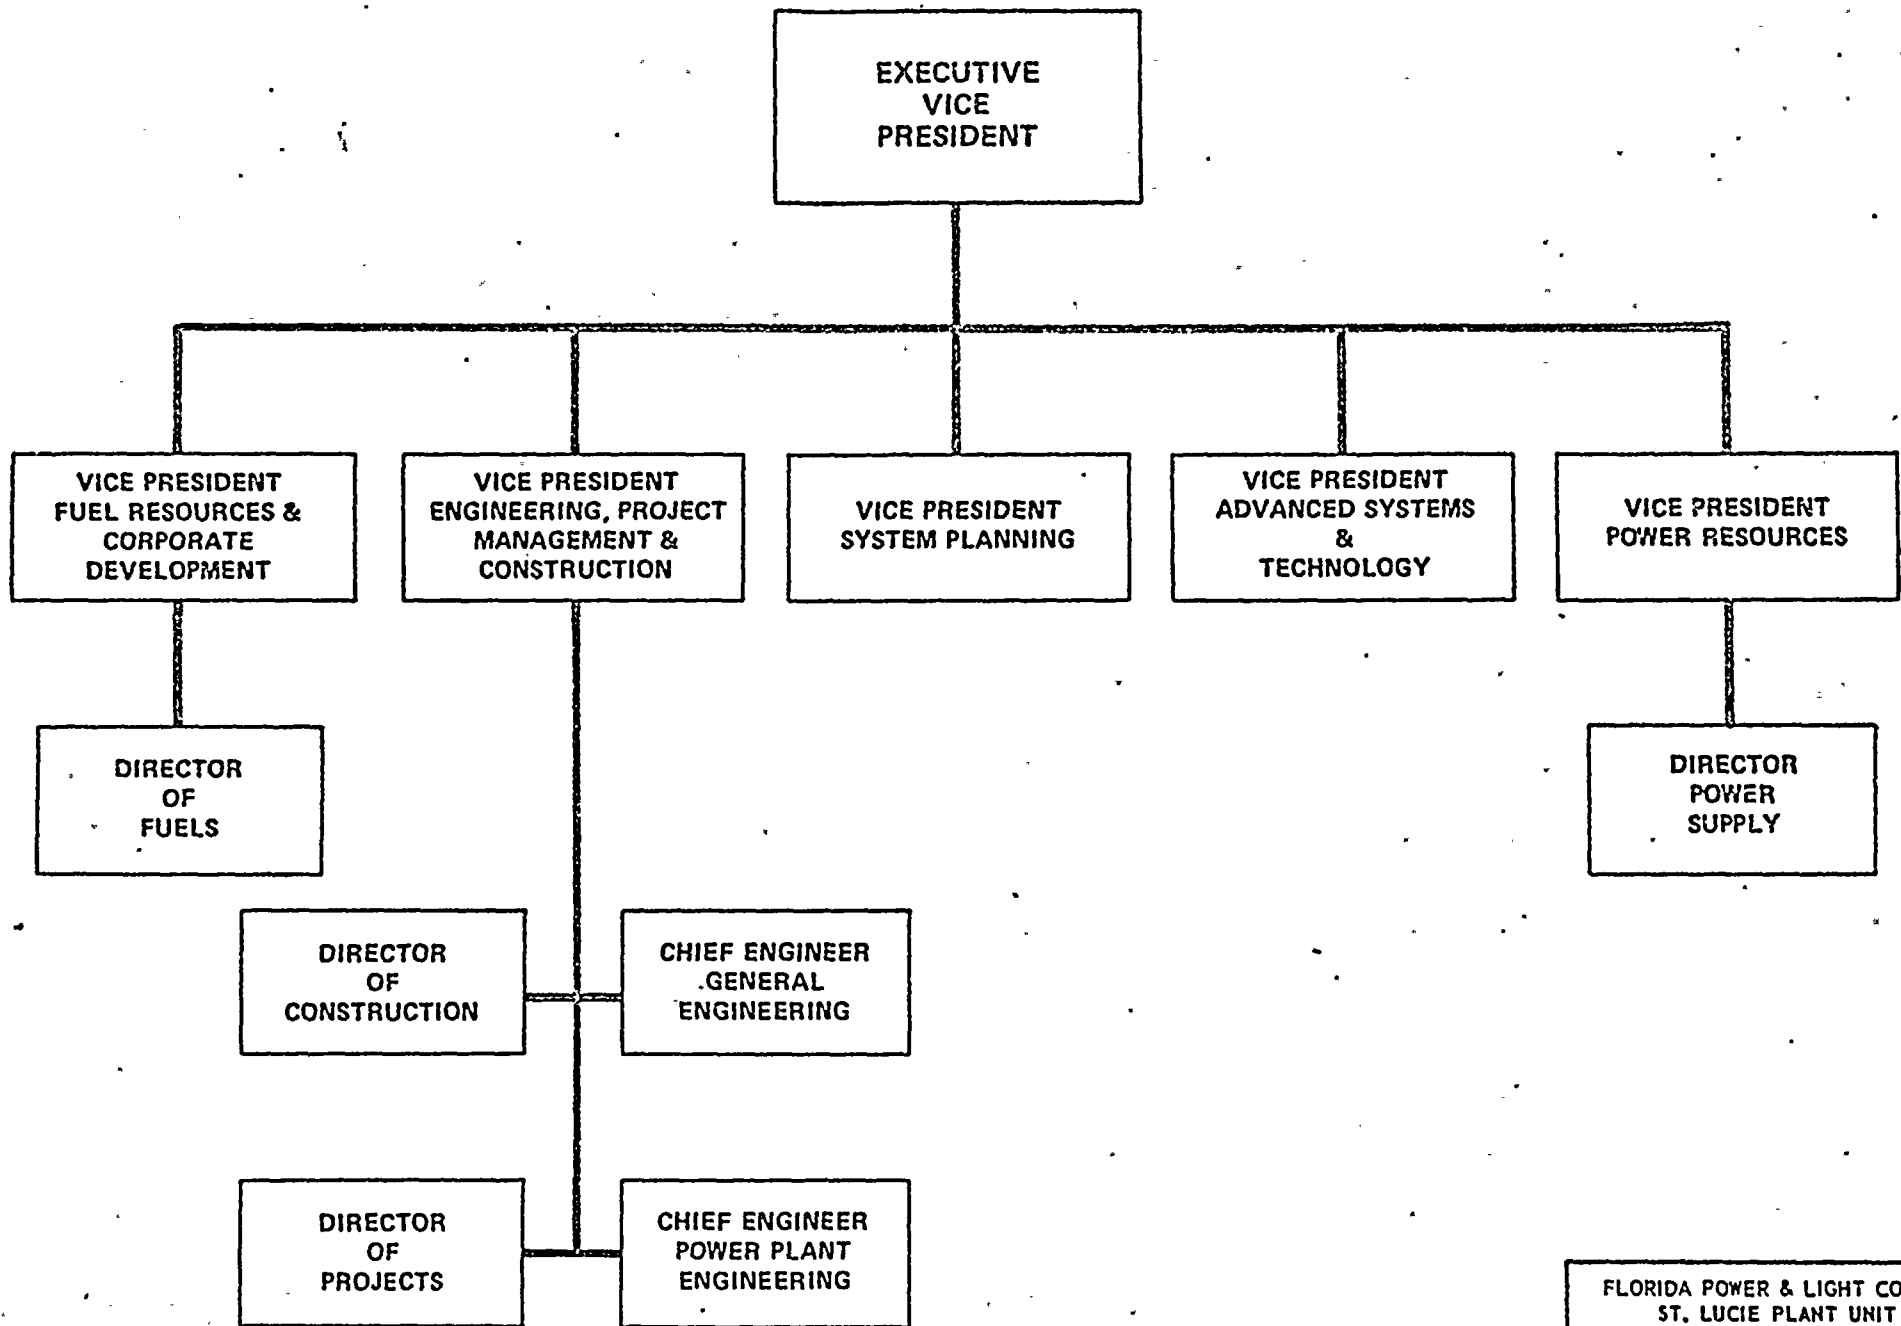 EXECUTIVE
VICE
PRESIDENT
VICE PRESIDENT
FUEL RESOURCES &
CORPORATE
DEVELOPMENT
VICE PRESIDENT
ENGINEERING, PROJECT
MANAGEMENT &
CONSTRUCTION
VICE PRESIDENT
SYSTEM PLANNING
VICE PRESIDENT
ADVANCED SYSTEMS
&
TECHNOLOGY
VICE PRESIDENT
POWER RESOURCES
DIRECTOR
OF
FUELS
DIRECTOR
POWER
SUPPLY
DIRECTOR
OF
CONSTRUCTION
CHIEF ENGINEER
GENERAL
ENGINEERING
DIRECTOR
OF
PROJECTS
CHIEF ENGINEER
POWER PLANT
ENGINEERING
FLORIDA POWER & LIGHT CO
ST. LUCIE PLANT UNIT